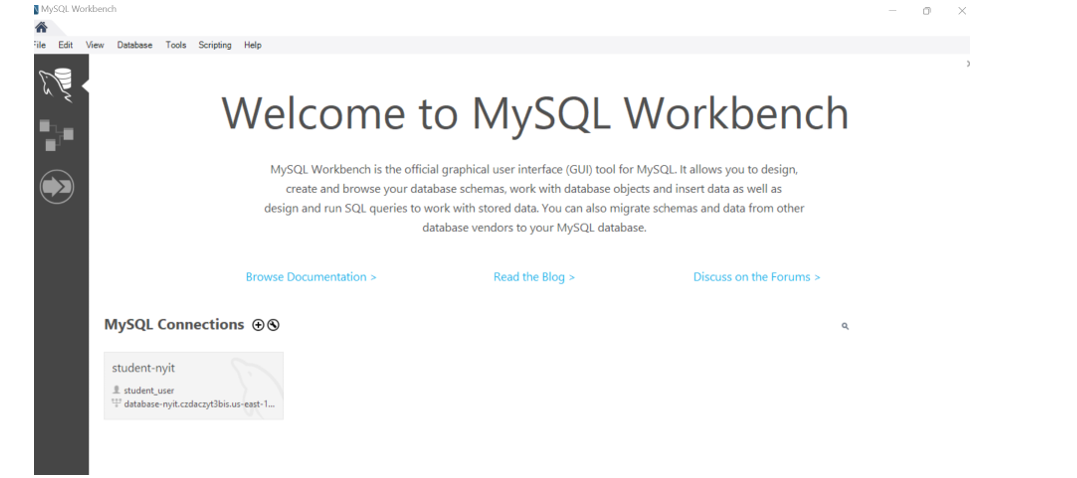 MySQL Workbench
File Edit View Database Tools Scripting Help
Welcome to MySQL Workbench
MySQL Workbench is the official graphical user interface (GUI) tool for MySQL. It allows you to design,
create and browse your database schemas, work with database objects and insert data as well as
design and run SQL queries to work with stored data. You can also migrate schemas and data from other
database vendors to your MySQL database.
Browse Documentation > Read the Blog > Discuss on the Forums >
MySQL Connections
student-nyit
student_user
database-nyit.czdaczyt3bis.us-east-1...